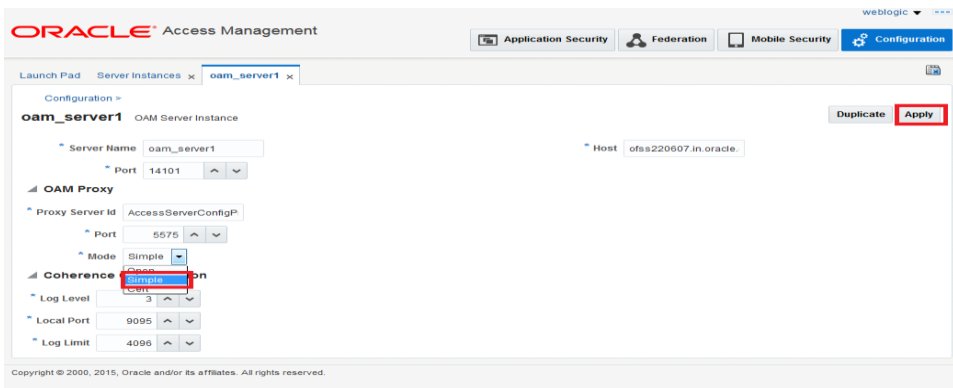 weblogic
ORACLE Access Management
Application Security
Federation
Mobile Security
Configuration
Launch Pad
Server Instances x
oam_server1 x
Configuration >
oam_server1 OAM Server Instance
Duplicate
Apply
* Server Name oam_server1
* Host ofss220607.in.oracle.
* Port 14101
OAM Proxy
* Proxy Server Id AccessServerConfigP
* Port 5575
* Mode Simple
Open
Coherence
Simple
on
Cert
* Log Level 3
* Local Port 9095
* Log Limit 4096
Copyright © 2000, 2015, Oracle and/or its affiliates. All rights reserved.